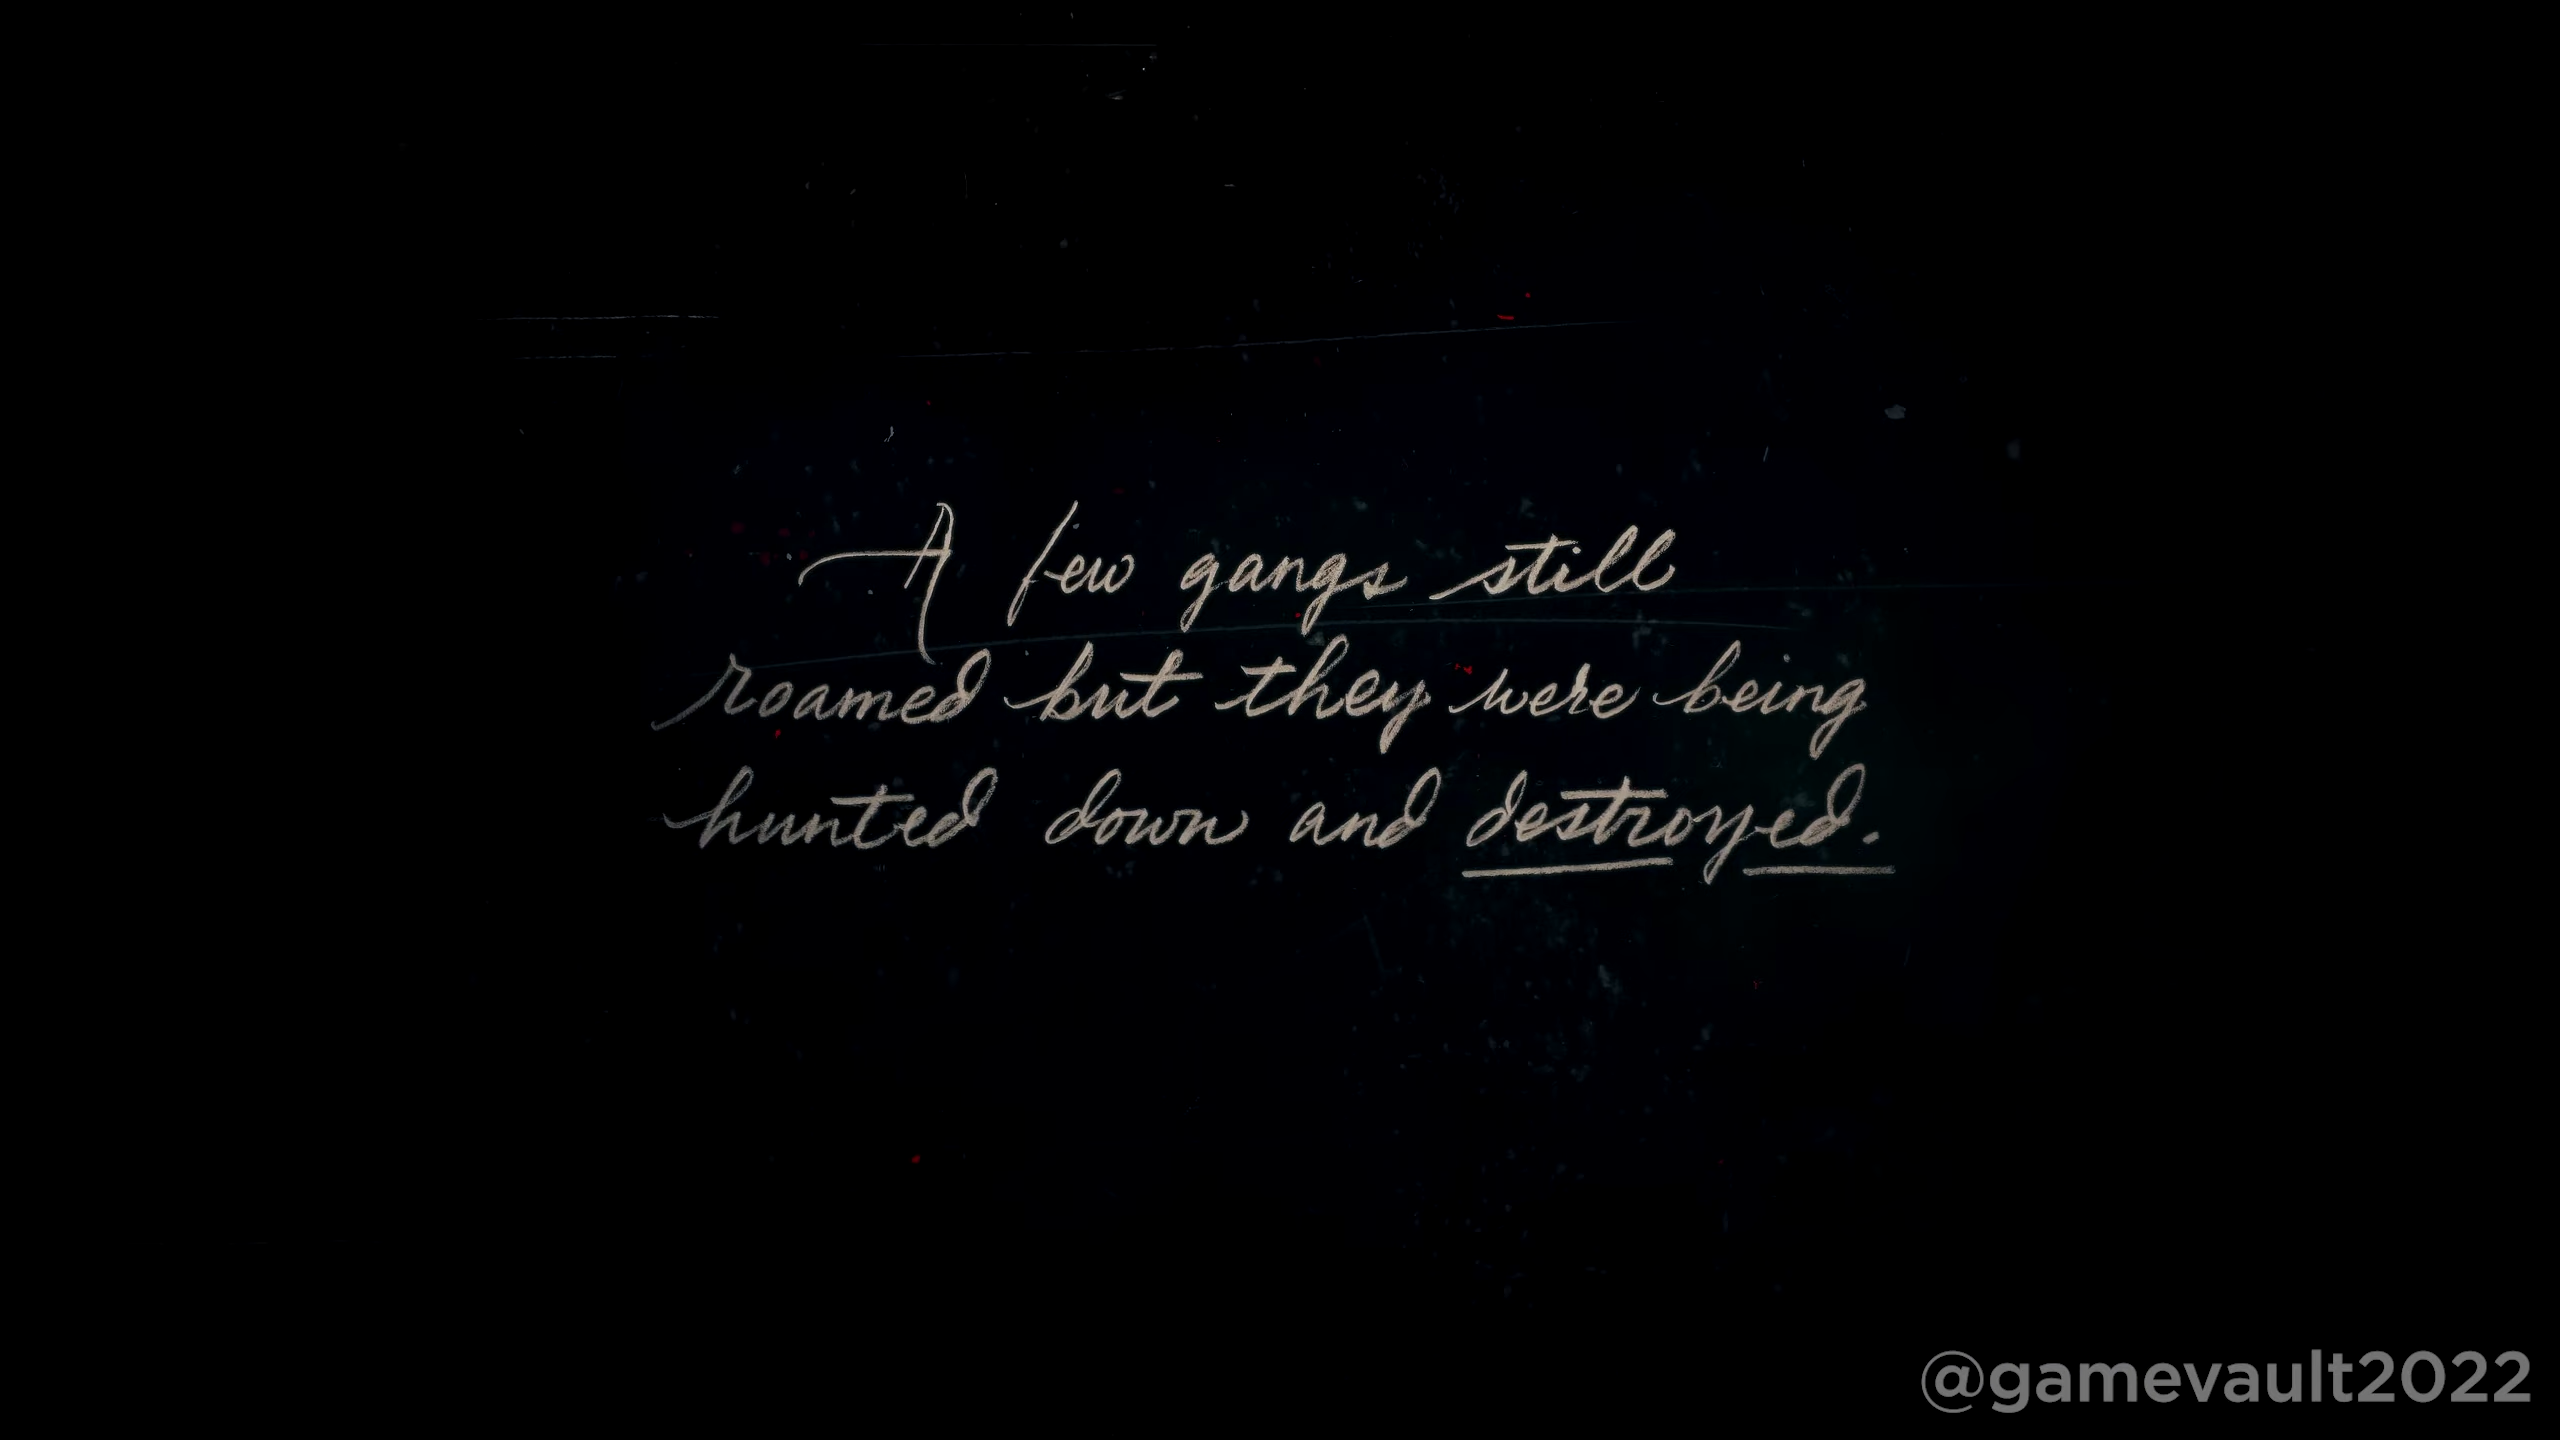 A few gangs still
roamed but they were being
hunted down and destroyed.
@gamevault2022